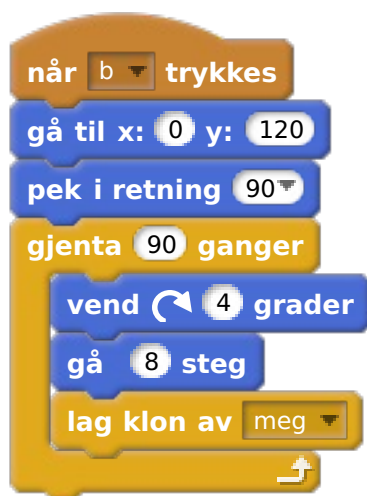 når b trykkes
gå til x: 0 y: 120
pek i retning 90
gjenta 90 ganger
vend 4 grader
gå 8 steg
lag klon av meg